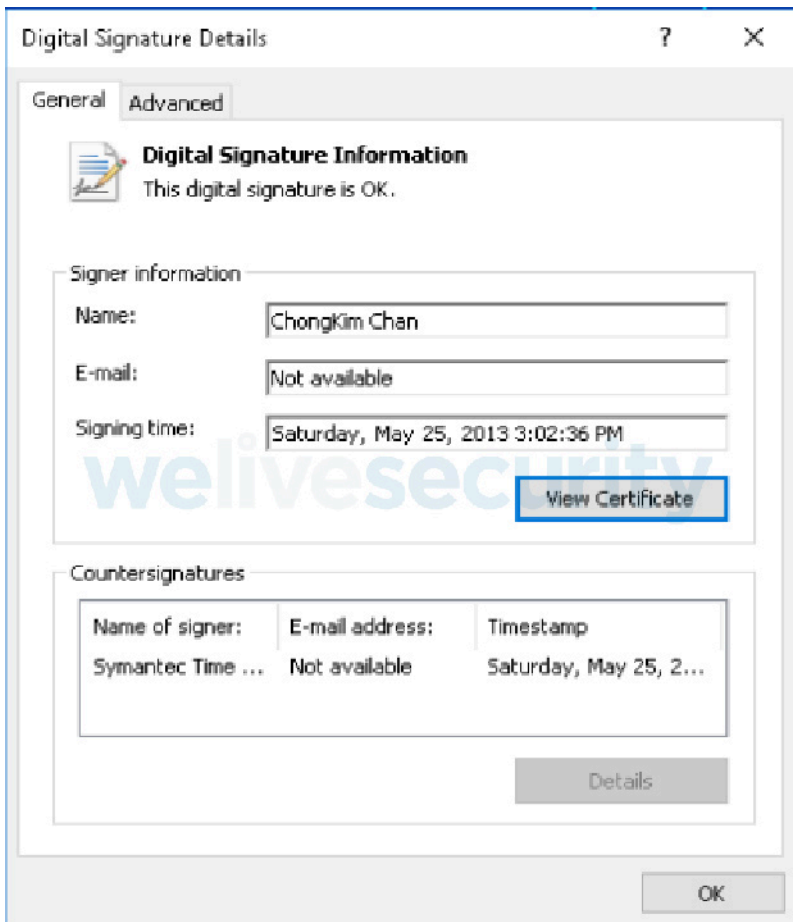 Digital Signature Details ? ×
General Advanced
Digital Signature Information
This digital signature is OK.
Signer information
Name: ChongKim Chan
E-mail: Not available
Signing time: Saturday, May 25, 2013 3:02:36 PM
welivesecurity
View Certificate
Countersignatures
Name of signer: E-mail address: Timestamp
Symantec Time ... Not available Saturday, May 25, 2...
Details
OK